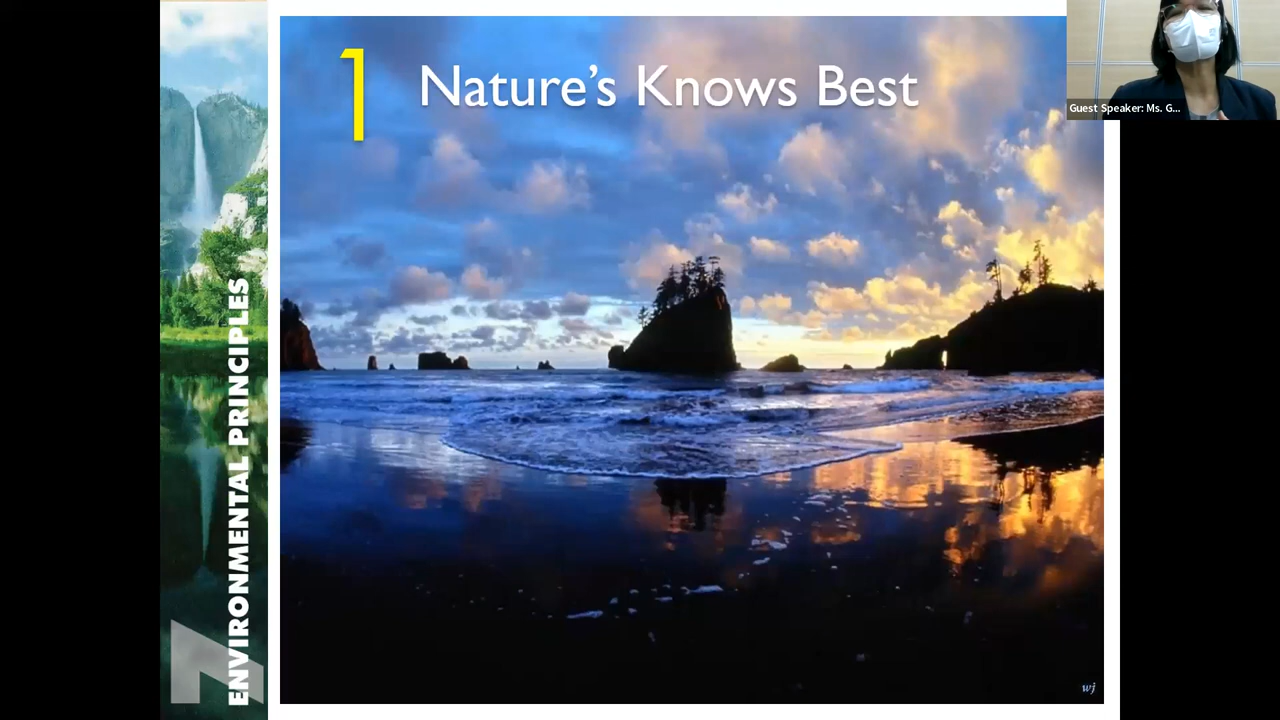 1
Nature's Knows Best
Guest Speaker: Ms. G...
7
ENVIRONMENTAL PRINCIPLES
wj